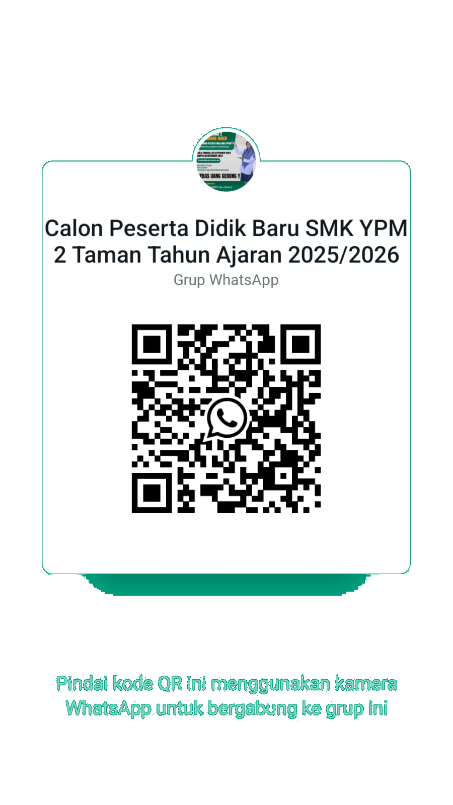 Calon Peserta Didik Baru SMK YPM
2 Taman Tahun Ajaran 2025/2026
Grup WhatsApp
Pindai kode QR ini menggunakan kamera
WhatsApp untuk bergabung ke grup ini